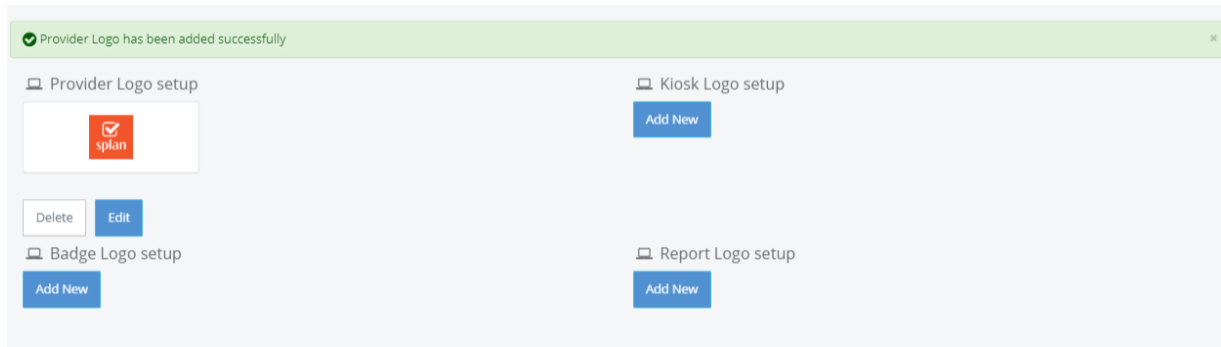 Provider Logo has been added successfully ×
Provider Logo setup
splan
Delete Edit
Kiosk Logo setup
Add New
Badge Logo setup
Add New
Report Logo setup
Add New